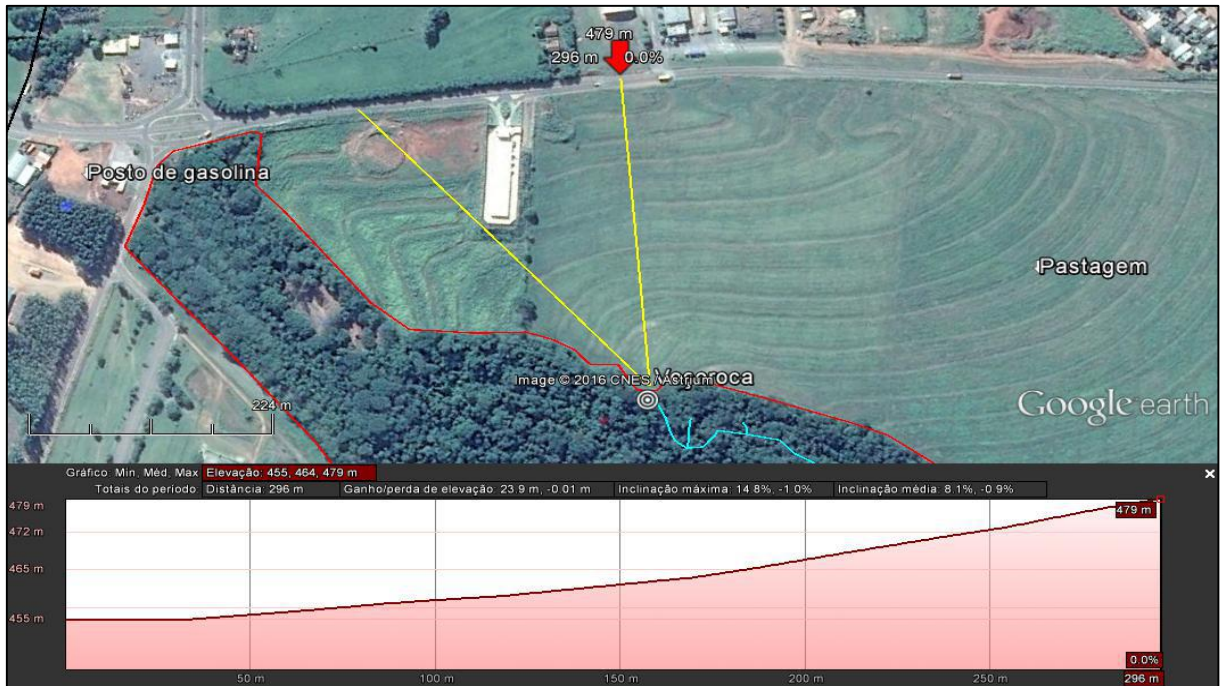 479 m
296 m 0.0%
Posto de gasolina
Pastagem
Image © 2016 CNES / Astrium
Voçoroca
Google earth
224 m
Gráfico: Min, Méd, Max Elevação: 455, 464, 479 m
Totais do período: Distância: 296 m Ganho/perda de elevação: 23.9 m, -0.01 m Inclinação máxima: 14.8%, -1.0% Inclinação média: 8.1%, -0.9%
479 m
479 m
472 m
465 m
455 m
0.0%
50 m 100 m 150 m 200 m 250 m 296 m